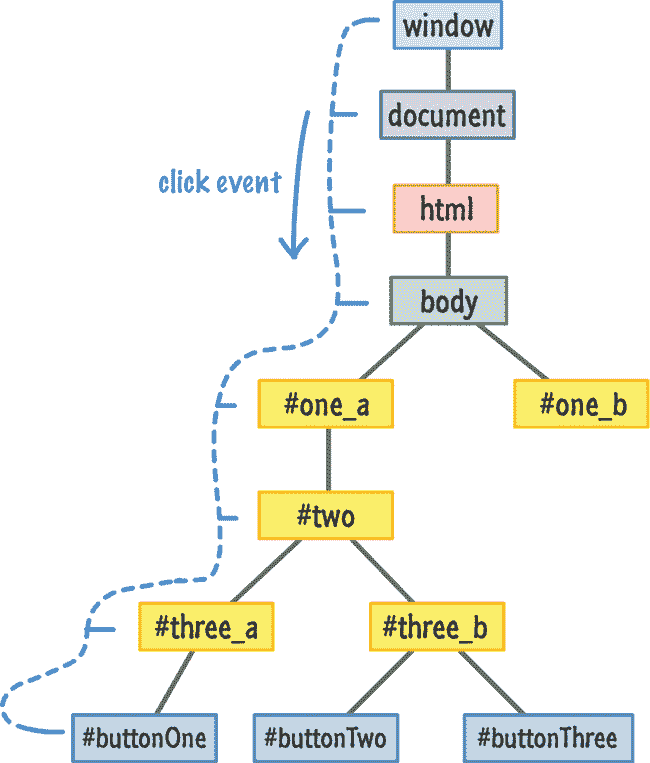 window
document
click event
html
body
#one_a
#one_b
#two
#three_a
#three_b
#buttonOne
#buttonTwo
#buttonThree